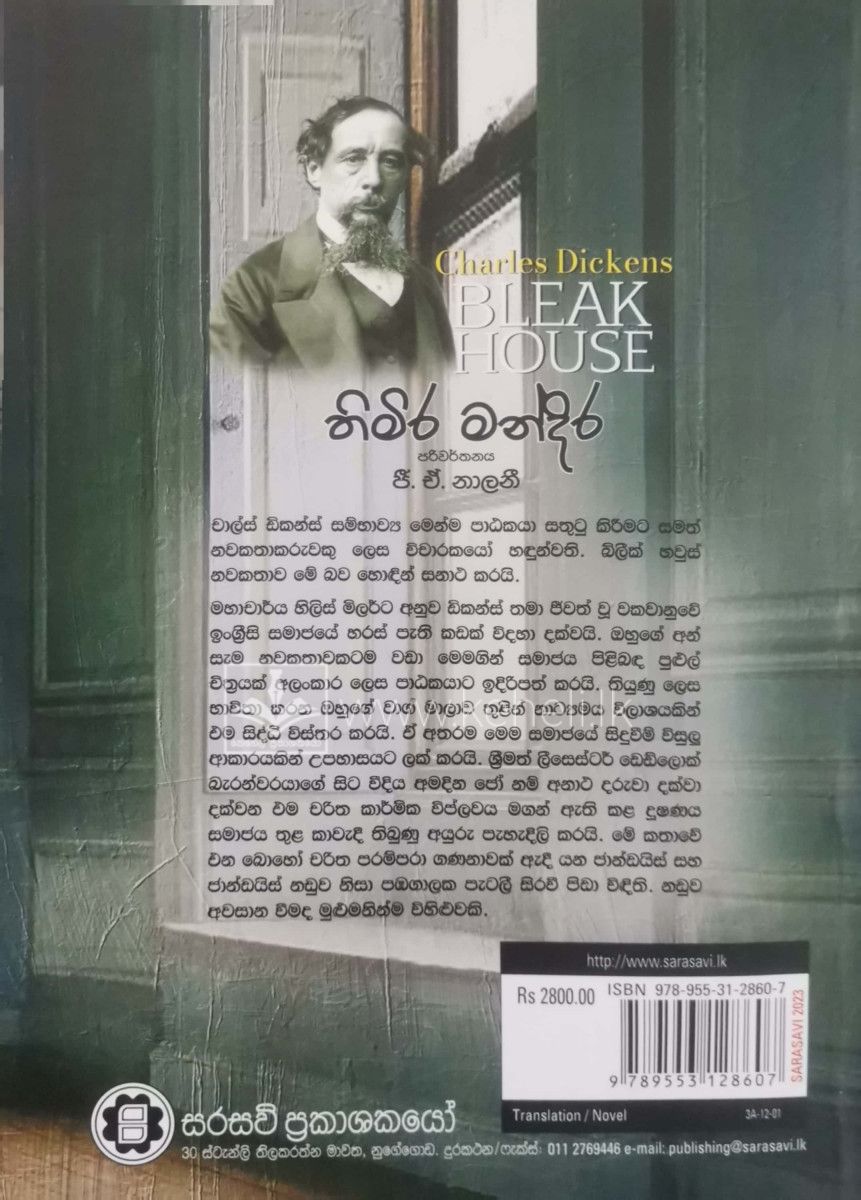 Charles Dickens
BLEAK
HOUSE
තිමිර මන්දිර
පරිවර්තනය
ජී. ඒ. නාලනී
චාල්ස් ඩිකන්ස් සම්භාව්‍ය මෙන්ම පාඨකයා සතුටු කිරීමට සමත්
නවකතාකරුවකු ලෙස විචාරකයෝ හඳුන්වති. බ්ලීක් හවුස්
නවකතාව මේ බව හොඳින් සනාථ කරයි.
මහාචාර්ය හිලිස් මිලර්ට අනුව ඩිකන්ස් තමා ජීවත් වූ වකවානුවේ
ඉංග්‍රීසි සමාජයේ හරස් පැති කඩක් විදහා දක්වයි. ඔහුගේ අන්
සැම නවකතාවකටම වඩා මෙමගින් සමාජය පිළිබඳ පුළුල්
චිත්‍රයක් අලංකාර ලෙස පාඨකයාට ඉදිරිපත් කරයි. තියුණු ලෙස
භාවිතා කරන ඔහුගේ වාග් මාලාව තුළින් නාට්‍යමය විලාශයකින්
එම සිද්ධි විස්තර කරයි. ඒ අතරම මෙම සමාජයේ සිදුවීම් විසුලු
ආකාරයකින් උපහාසයට ලක් කරයි. ශ්‍රීමත් ලීසෙස්ටර් ඩෙඩ්ලොක්
බැරන්වරයාගේ සිට වීදිය අමදින ජෝ නම් අනාථ දරුවා දක්වා
දක්වන එම චරිත කාර්මික විප්ලවය මගන් ඇති කළ දූෂණය
සමාජය තුළ කාවැදී තිබුණු අයුරු පැහැදිලි කරයි. මේ කතාවේ
එන බොහෝ චරිත පරම්පරා ගණනාවක් ඇදී යන ජාන්ඩයිස් සහ
ජාන්ඩයිස් නඩුව නිසා පඹගාලක පැටලී සිරවී පීඩා විඳිති. නඩුව
අවසාන වීමද මුළුමනින්ම විහිළුවකි.
http://www.sarasavi.lk
Rs 2800.00
ISBN 978-955-31-2860-7
9 789553 128607
SARASAVI 2023
Translation / Novel
3A-12-01
සරසවි ප්‍රකාශකයෝ
30 ස්ටැන්ලි තිලකරත්න මාවත, නුගේගොඩ. දුරකථන/ෆැක්ස්: 011 2769446 e-mail: publishing@sarasavi.lk